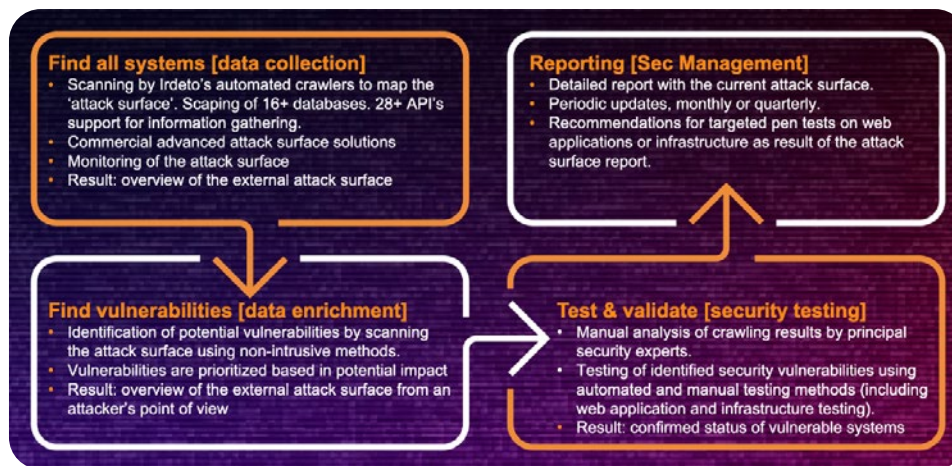 Find all systems [data collection]
• Scanning by Irdeto's automated crawlers to map the
'attack surface'. Scaping of 16+ databases. 28+ API's
support for information gathering.
• Commercial advanced attack surface solutions
• Monitoring of the attack surface
• Result: overview of the external attack surface
Find vulnerabilities [data enrichment]
• Identification of potential vulnerabilities by scanning
the attack surface using non-intrusive methods.
• Vulnerabilities are prioritized based in potential impact
• Result: overview of the external attack surface from an
attacker's point of view
Test & validate [security testing]
• Manual analysis of crawling results by principal
security experts.
• Testing of identified security vulnerabilities using
automated and manual testing methods (including
web application and infrastructure testing).
• Result: confirmed status of vulnerable systems
Reporting [Sec Management]
• Detailed report with the current attack surface.
• Periodic updates, monthly or quarterly.
• Recommendations for targeted pen tests on web
applications or infrastructure as result of the attack
surface report.